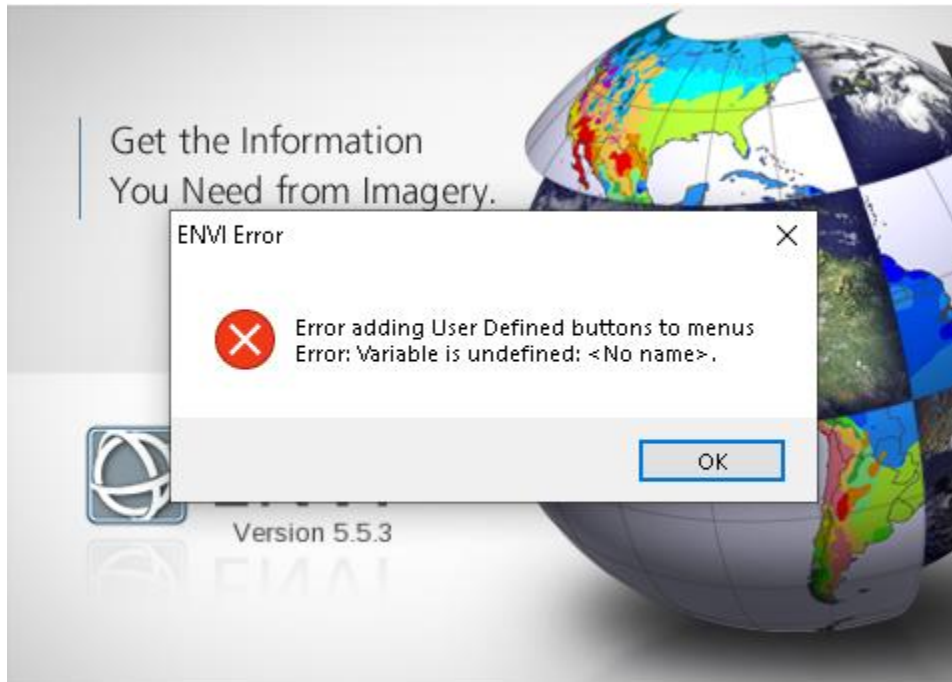 Get the Information
You Need from Imagery.
ENVI Error
Error adding User Defined buttons to menus
Error: Variable is undefined: <No name>.
OK
Version 5.5.3